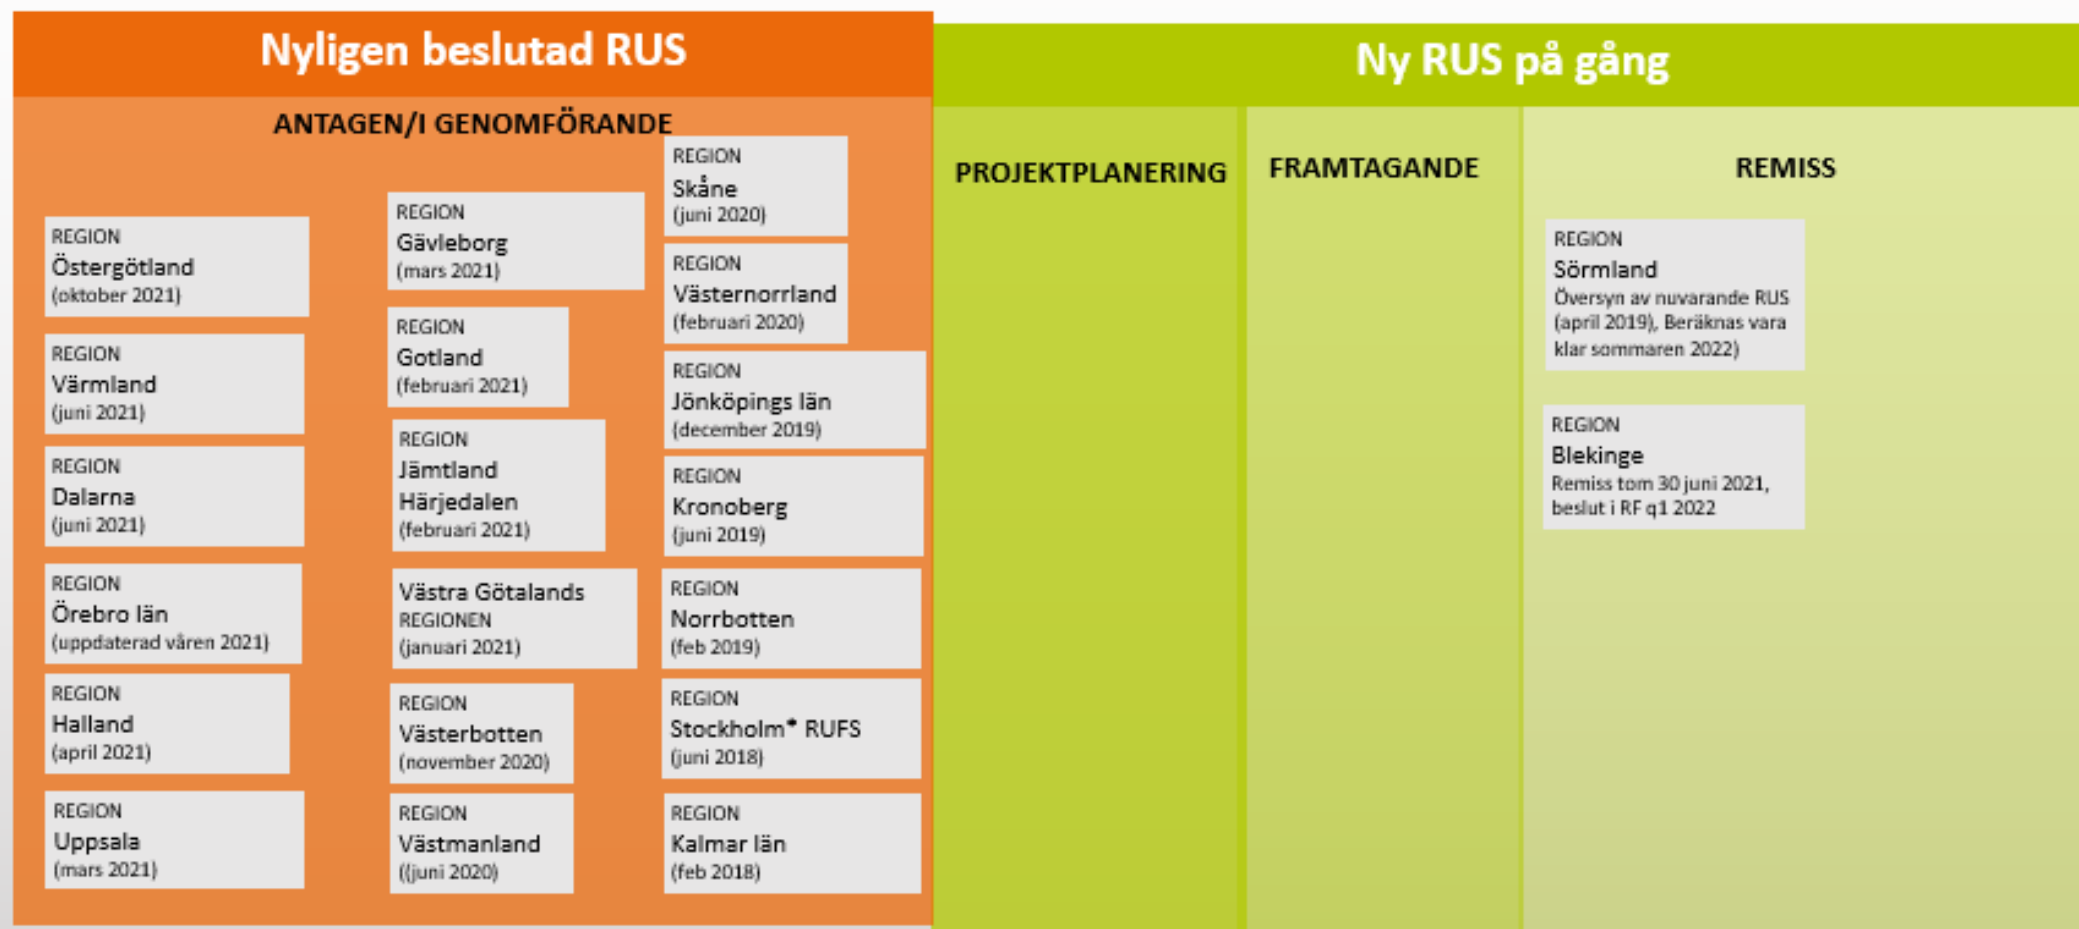 Nyligen beslutad RUS
ANTAGEN/I GENOMFÖRANDE
REGION
Östergötland
(oktober 2021)
REGION
Värmland
(juni 2021)
REGION
Dalarna
(juni 2021)
REGION
Örebro län
(uppdaterad våren 2021)
REGION
Halland
(april 2021)
REGION
Uppsala
(mars 2021)
REGION
Gävleborg
(mars 2021)
REGION
Gotland
(februari 2021)
REGION
Jämtland
Härjedalen
(februari 2021)
Västra Götalands
REGIONEN
(januari 2021)
REGION
Västerbotten
(november 2020)
REGION
Västmanland
((juni 2020)
REGION
Skåne
(juni 2020)
REGION
Västernorrland
(februari 2020)
REGION
Jönköpings län
(december 2019)
REGION
Kronoberg
(juni 2019)
REGION
Norrbotten
(feb 2019)
REGION
Stockholm* RUFS
(juni 2018)
REGION
Kalmar län
(feb 2018)
Ny RUS på gång
PROJEKTPLANERING
FRAMTAGANDE
REMISS
REGION
Sörmland
Översyn av nuvarande RUS
(april 2019), Beräknas vara
klar sommaren 2022)
REGION
Blekinge
Remiss tom 30 juni 2021,
beslut i RF q1 2022